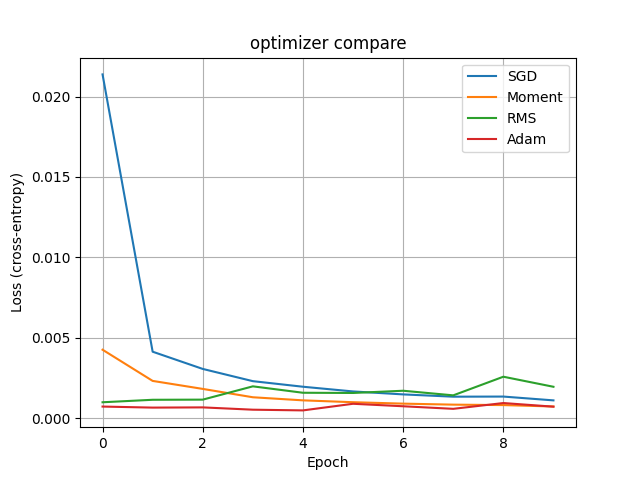 optimizer compare
SGD
Moment
RMS
Adam
0.020
0.015
0.010
0.005
0.000
Loss (cross-entropy)
0 2 4 6 8
Epoch